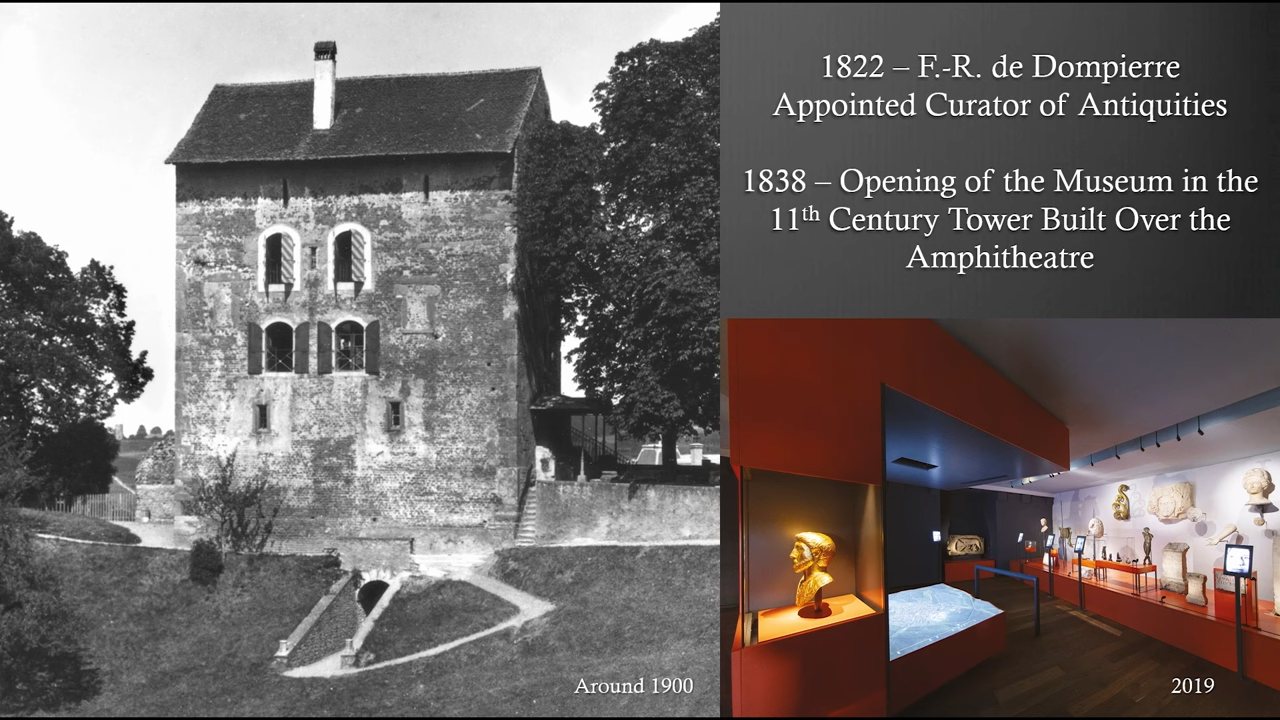 1822 – F.-R. de Dompierre
Appointed Curator of Antiquities
1838 – Opening of the Museum in the
11th Century Tower Built Over the
Amphitheatre
Around 1900
2019